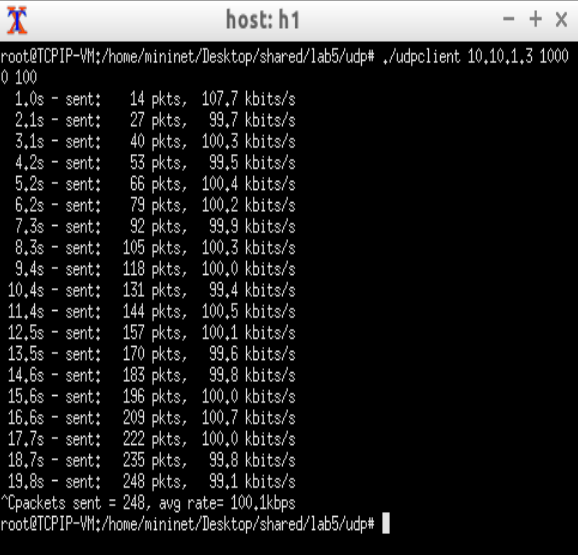 host: h1
root@TCPIP-VM:/home/mininet/Desktop/shared/lab5/udp# ./udpclient 10.10.1.3 1000
0 100
1.0s - sent: 14 pkts, 107.7 kbits/s
2.1s - sent: 27 pkts, 99.7 kbits/s
3.1s - sent: 40 pkts, 100.3 kbits/s
4.2s - sent: 53 pkts, 99.5 kbits/s
5.2s - sent: 66 pkts, 100.4 kbits/s
6.2s - sent: 79 pkts, 100.2 kbits/s
7.3s - sent: 92 pkts, 99.9 kbits/s
8.3s - sent: 105 pkts, 100.3 kbits/s
9.4s - sent: 118 pkts, 100.0 kbits/s
10.4s - sent: 131 pkts, 99.4 kbits/s
11.4s - sent: 144 pkts, 100.5 kbits/s
12.5s - sent: 157 pkts, 100.1 kbits/s
13.5s - sent: 170 pkts, 99.6 kbits/s
14.6s - sent: 183 pkts, 99.8 kbits/s
15.6s - sent: 196 pkts, 100.0 kbits/s
16.6s - sent: 209 pkts, 100.7 kbits/s
17.7s - sent: 222 pkts, 100.0 kbits/s
18.7s - sent: 235 pkts, 99.8 kbits/s
19.8s - sent: 248 pkts, 99.1 kbits/s
^Cpackets sent = 248, avg rate= 100.1kbps
root@TCPIP-VM:/home/mininet/Desktop/shared/lab5/udp#